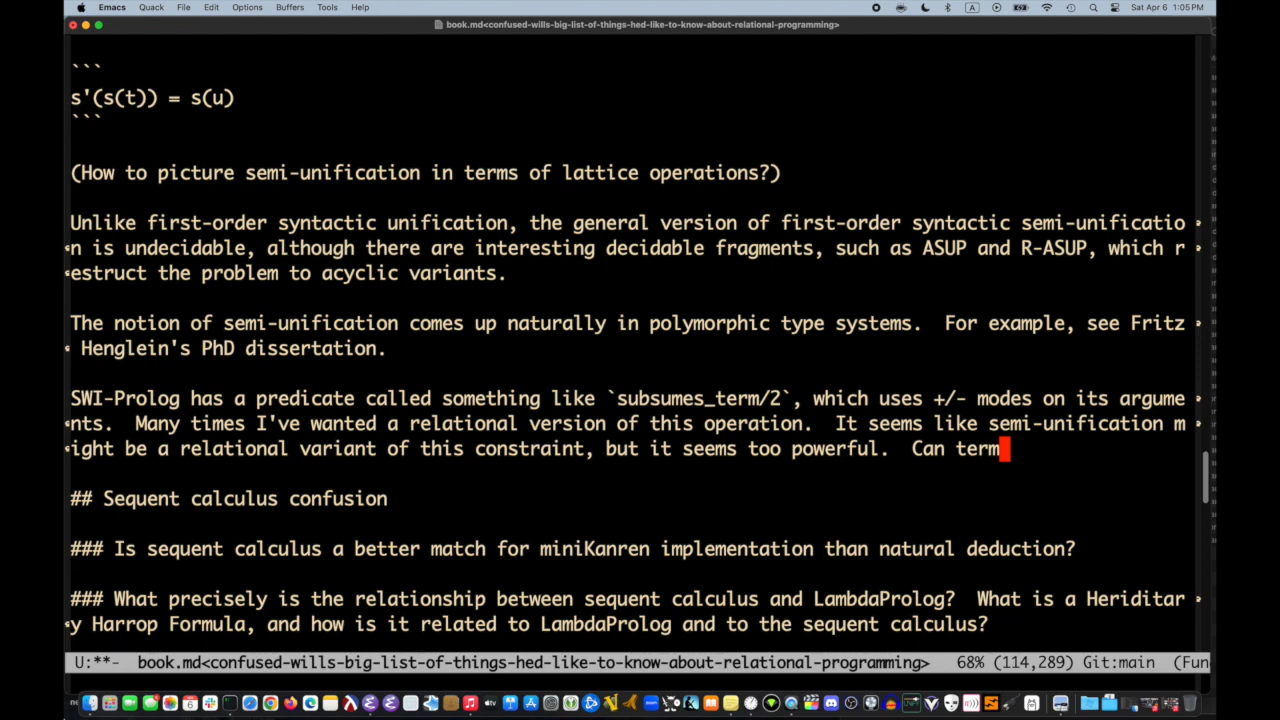 Emacs Quack File Edit Options Buffers Tools Help A Sat Apr 6 1:05 PM
book.md<confused-wills-big-list-of-things-hed-like-to-know-about-relational-programming>
```
s'(s(t)) = s(u)
```
(How to picture semi-unification in terms of lattice operations?)
Unlike first-order syntactic unification, the general version of first-order syntactic semi-unificatio
n is undecidable, although there are interesting decidable fragments, such as ASUP and R-ASUP, which r
estruct the problem to acyclic variants.
The notion of semi-unification comes up naturally in polymorphic type systems.  For example, see Fritz
 Henglein's PhD dissertation.
SWI-Prolog has a predicate called something like `subsumes_term/2`, which uses +/- modes on its argume
nts.  Many times I've wanted a relational version of this operation.  It seems like semi-unification m
ight be a relational variant of this constraint, but it seems too powerful.  Can term
## Sequent calculus confusion
### Is sequent calculus a better match for miniKanren implementation than natural deduction?
### What precisely is the relationship between sequent calculus and LambdaProlog?  What is a Heriditar
y Harrop Formula, and how is it related to LambdaProlog and to the sequent calculus?
U:**-  book.md<confused-wills-big-list-of-things-hed-like-to-know-about-relational-programming>  68% (114,289) Git:main  (Fun